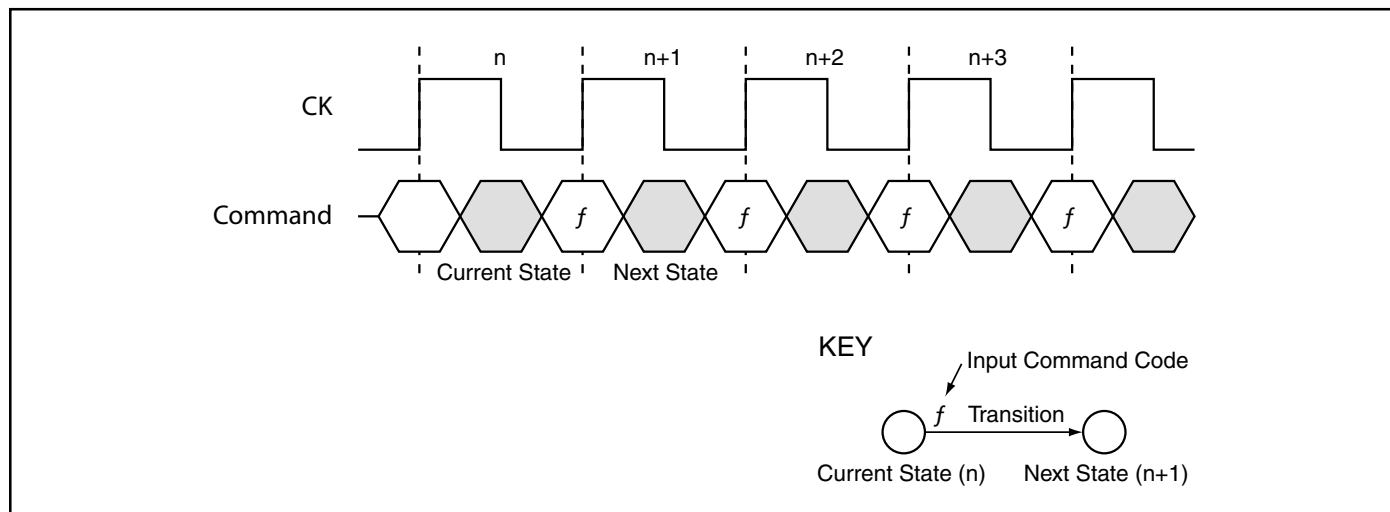 n n+1 n+2 n+3
CK
Command f f f f
Current State Next State
KEY
Input Command Code
f Transition
Current State (n) Next State (n+1)